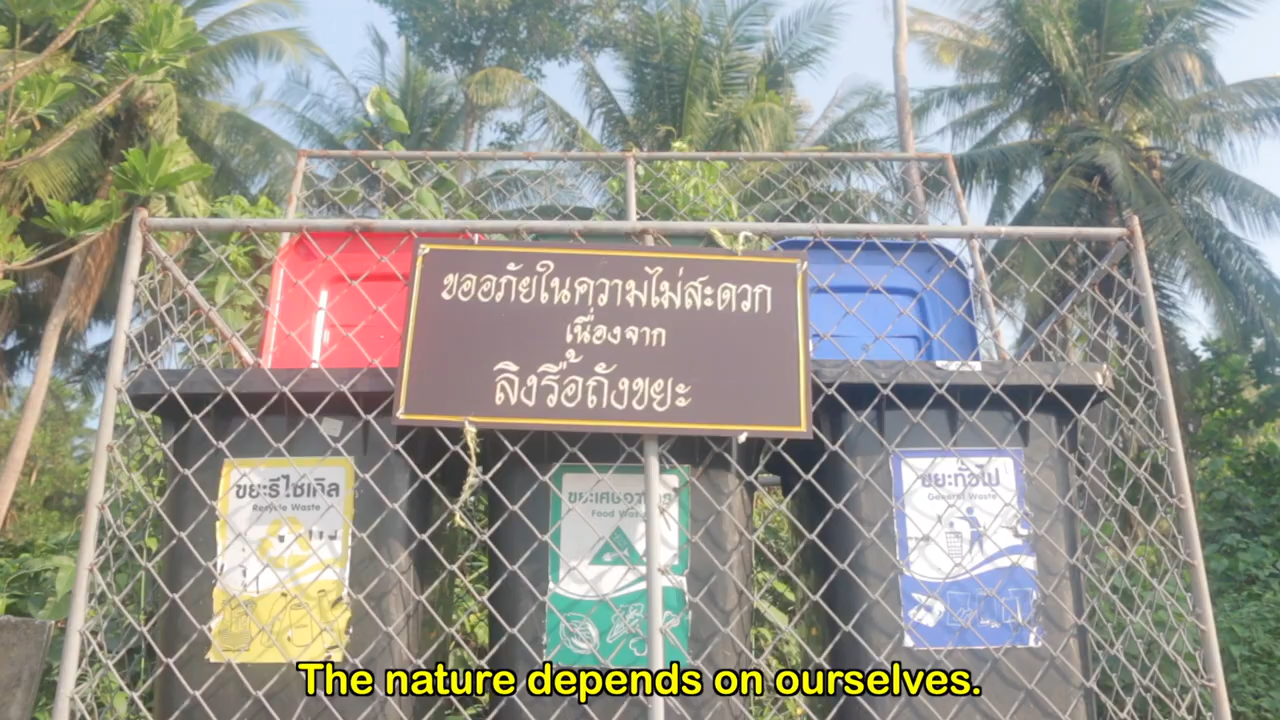 ขออภัยในความไม่สะดวก
เนื่องจาก
ลิงรื้อถังขยะ
ขยะรีไซเคิล
Recycle Waste
ขยะเศษอาหาร
Food Waste
ขยะทั่วไป
General Waste
The nature depends on ourselves.